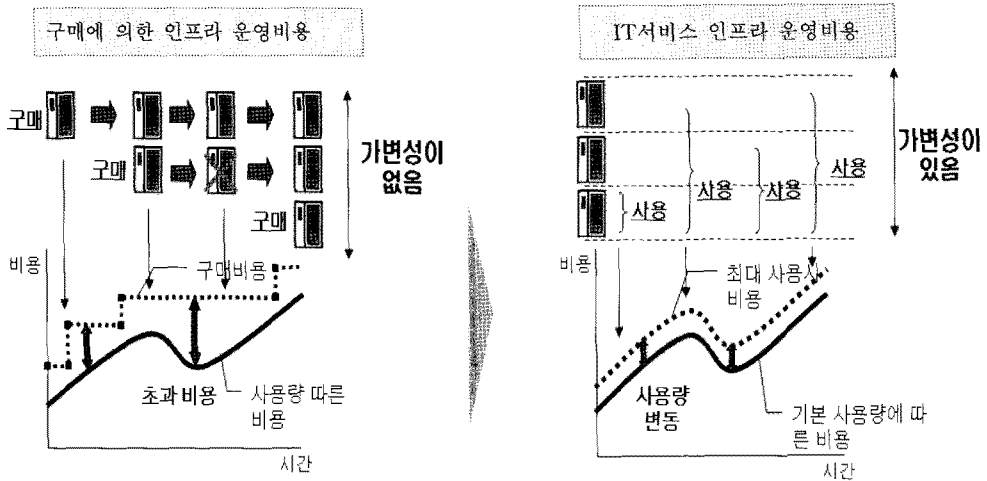 구매에 의한 인프라 운영비용
구매
구매
구매
가변성이
없음
비용
구매비용
초과 비용
사용량 따른
비용
시간
IT서비스 인프라 운영비용
사용
사용
사용
사용
가변성이
있음
비용
최대 사용시
비용
사용량
변동
기본 사용량에 따
른 비용
시간